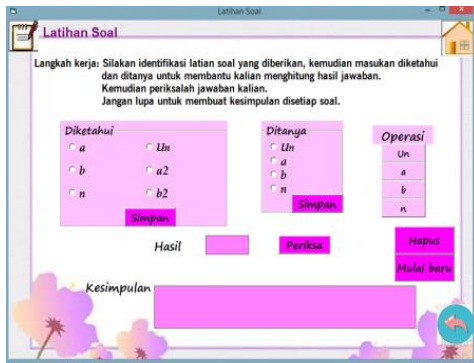 Latihan Soal
Latihan Soal
Langkah kerja: Silakan identifikasi latian soal yang diberikan, kemudian masukan diketahui
dan ditanya untuk membantu kalian menghitung hasil jawaban.
Kemudian periksalah jawaban kalian.
Jangan lupa untuk membuat kesimpulan disetiap soal.
Diketahui
a Un
b a2
n b2
Simpan
Ditanya
Un
a
b
n
Simpan
Operasi
Un
a
b
n
Hasil
Periksa
Hapus
Mulai baru
Kesimpulan